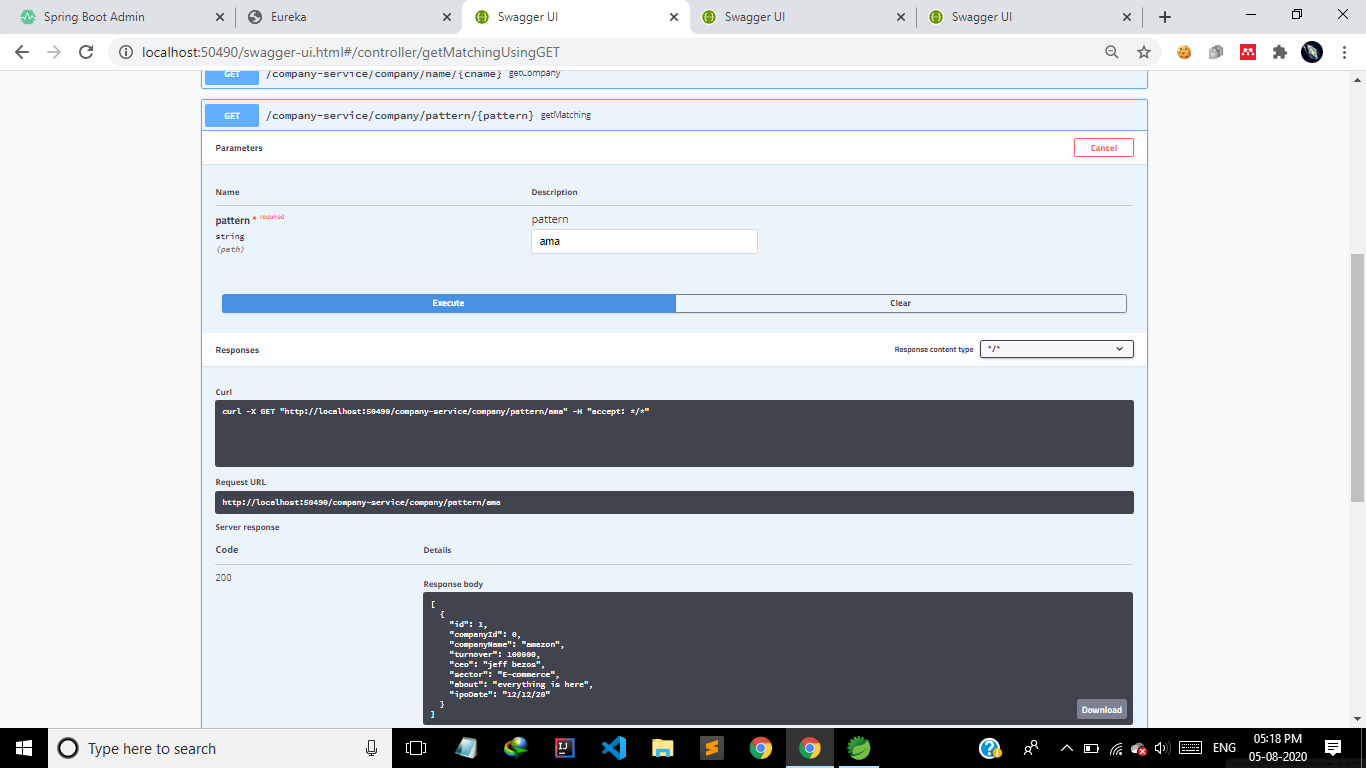 Spring Boot Admin
Eureka
Swagger UI
Swagger UI
Swagger UI
localhost:50490/swagger-ui.html#/controller/getMatchingUsingGET
GET /company-service/company/name/{cname} getCompany
GET /company-service/company/pattern/{pattern} getMatching
Parameters
Cancel
Name Description
pattern * required
string
(path)
pattern
ama
Execute
Clear
Responses
Response content type */*
Curl
curl -X GET "http://localhost:50490/company-service/company/pattern/ama" -H "accept: */*"
Request URL
http://localhost:50490/company-service/company/pattern/ama
Server response
Code Details
200
Response body
[
{
"id": 1,
"companyId": 0,
"companyName": "amazon",
"turnover": 100000,
"ceo": "jeff bezos",
"sector": "E-commerce",
"about": "everything is here",
"ipoDate": "12/12/20"
}
]
Download
Type here to search
ENG
05:18 PM
05-08-2020